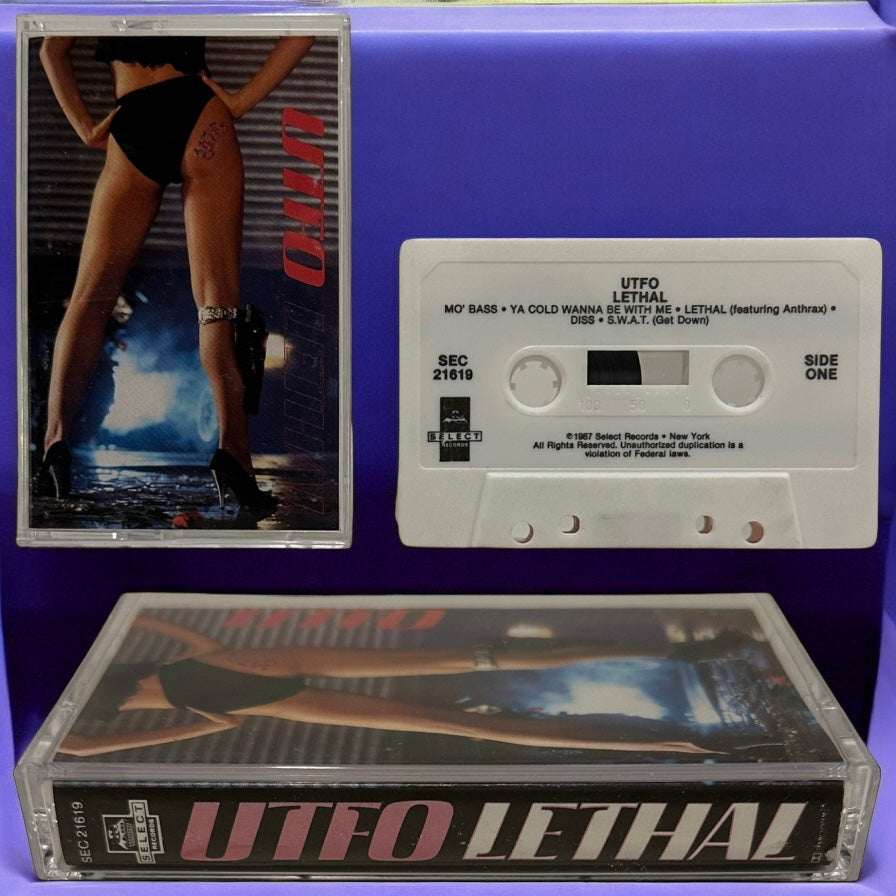 UTFO
LETHAL
UTFO
LETHAL
MO' BASS • YA COLD WANNA BE WITH ME • LETHAL (featuring Anthrax) •
DISS • S.W.A.T. (Get Down)
SEC
21619
SIDE
ONE
100 50 0
SELECT
RECORDS
©1987 Select Records • New York
All Rights Reserved. Unauthorized duplication is a
violation of Federal laws.
UTFO
SEC 21619
SELECT
RECORDS
UTFO LETHAL